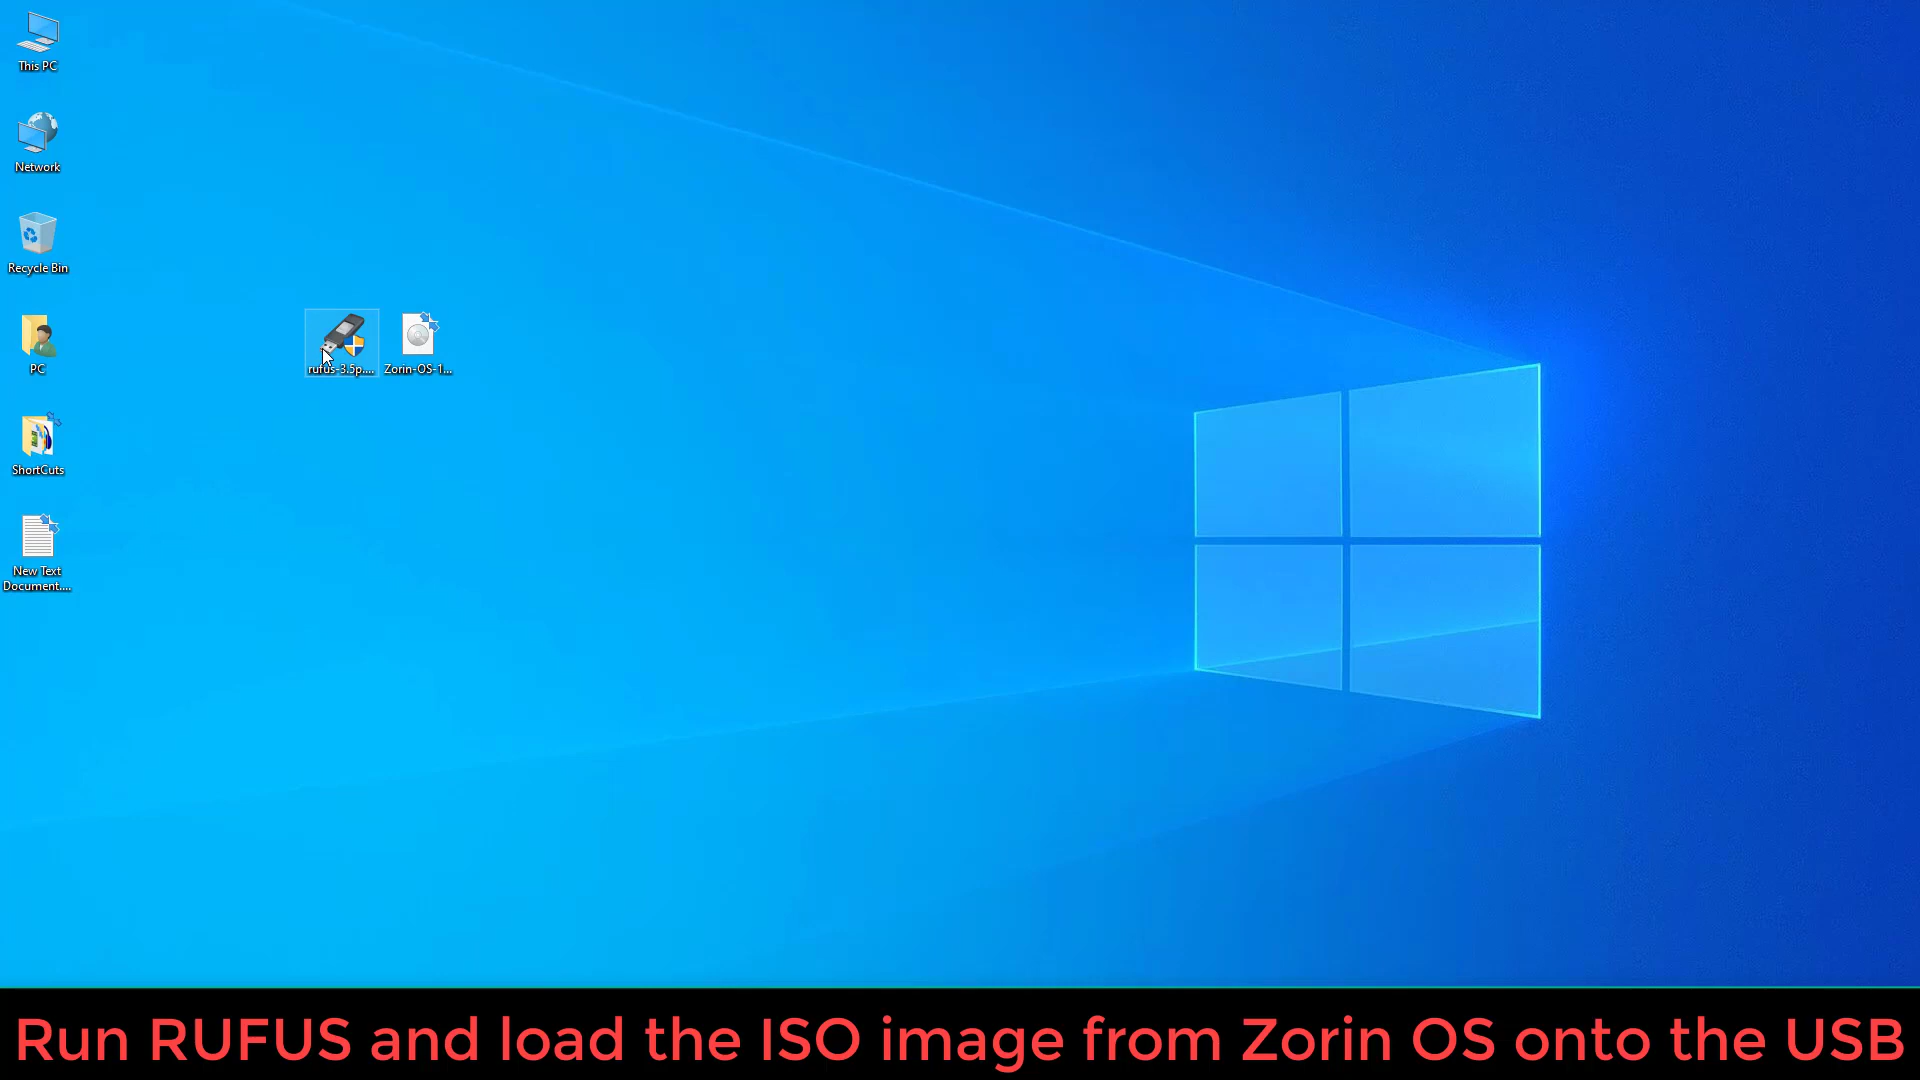 This PC
Network
Recycle Bin
PC
ShortCuts
New Text
Document....
rufus-3.5p....
Zorin-OS-1...
Run RUFUS and load the ISO image from Zorin OS onto the USB